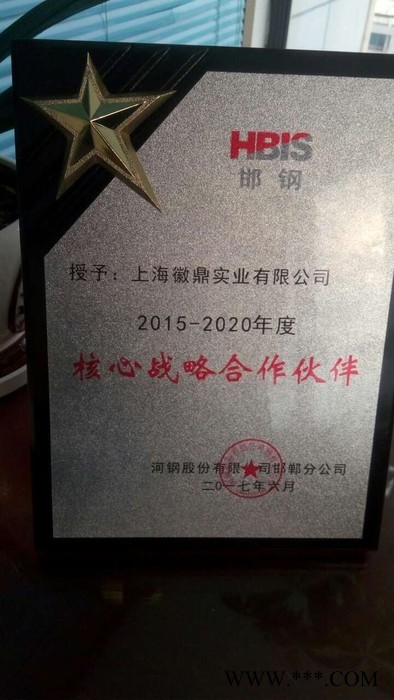 HBIS
邯钢
授予：上海徽鼎实业有限公司
2015-2020年度
核心战略合作伙伴
河钢股份有限公司邯郸分公司
二〇一七年六月
WWW.***.COM